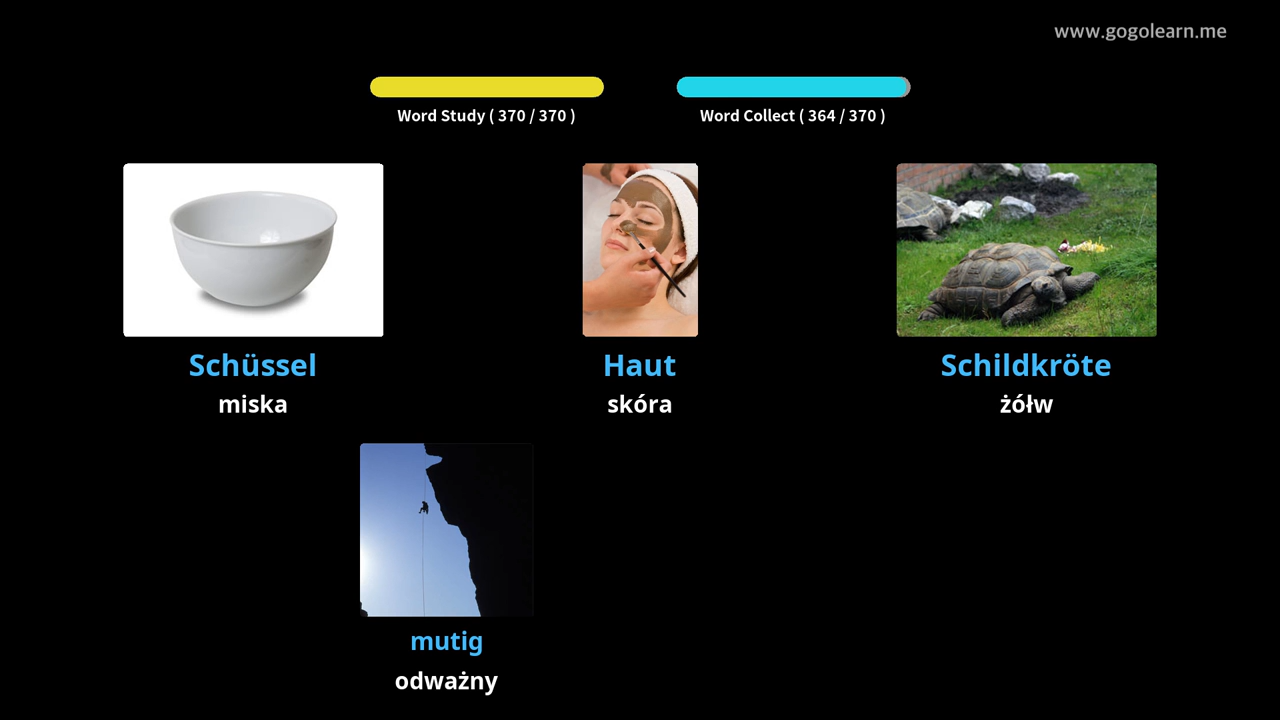 www.gogolearn.me
Word Study ( 370 / 370 )
Word Collect ( 364 / 370 )
Schüssel
miska
Haut
skóra
Schildkröte
żółw
mutig
odważny